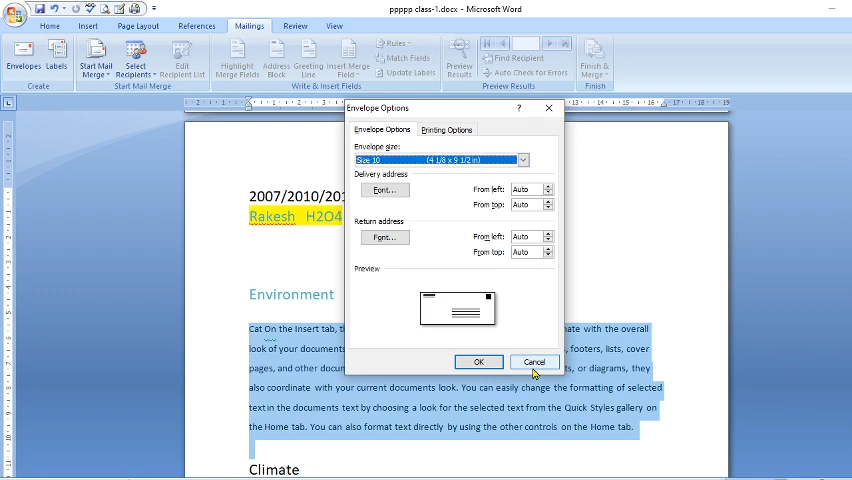 ppppp class-1.docx - Microsoft Word
Home Insert Page Layout References Mailings Review View
Envelopes Labels
Create
Start Mail Merge
Select Recipients
Edit Recipient List
Start Mail Merge
Highlight Merge Fields
Address Block
Greeting Line
Insert Merge Field
Rules
Match Fields
Update Labels
Write & Insert Fields
Preview Results
Find Recipient
Auto Check for Errors
Preview Results
Finish & Merge
Finish
Envelope Options
Envelope Options Printing Options
Envelope size:
Size 10 (4 1/8 x 9 1/2 in)
Delivery address
Font... From left: Auto
From top: Auto
Return address
Font... From left: Auto
From top: Auto
Preview
OK Cancel
2007/2010/201
Rakesh H2O4
Environment
Cat On the Insert tab, th nate with the overall
look of your documents , footers, lists, cover
pages, and other docum ts, or diagrams, they
also coordinate with your current documents look. You can easily change the formatting of selected
text in the documents text by choosing a look for the selected text from the Quick Styles gallery on
the Home tab. You can also format text directly by using the other controls on the Home tab.
Climate